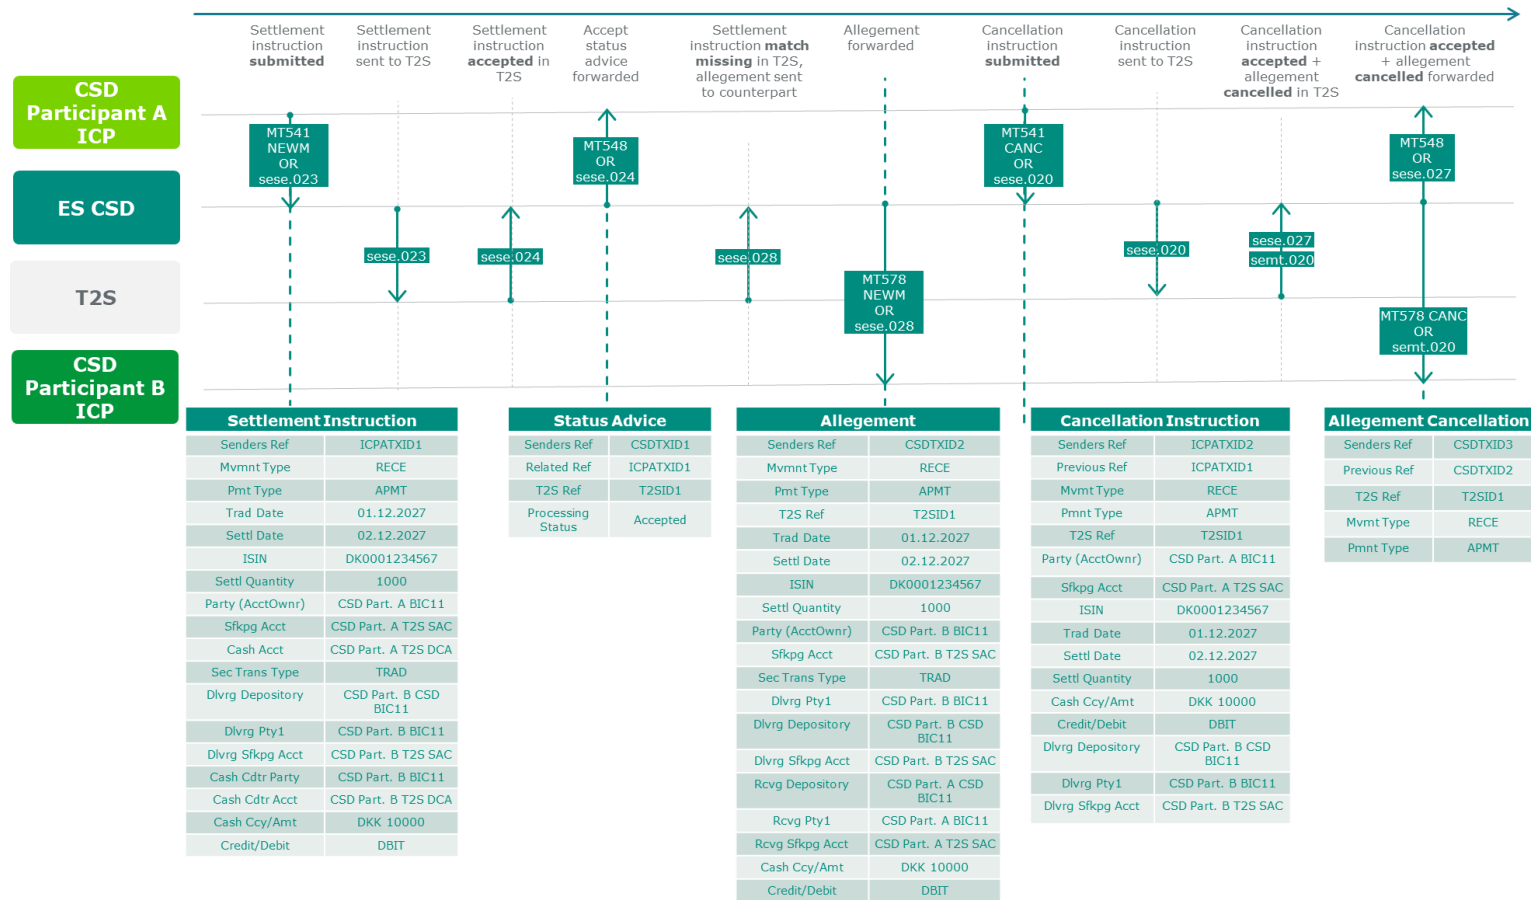 Settlement
instruction
submitted
Settlement
instruction
sent to T2S
Settlement
instruction
accepted in
T2S
Accept
status
advice
forwarded
Settlement
instruction match
missing in T2S,
allegement sent
to counterpart
Allegement
forwarded
Cancellation
instruction
submitted
Cancellation
instruction
sent to T2S
Cancellation
instruction
accepted +
allegement
cancelled in T2S
Cancellation
instruction accepted
+ allegement
cancelled forwarded
CSD
Participant A
ICP
MT541
NEWM
OR
sese.023
MT548
OR
sese.024
MT541
CANC
OR
sese.020
MT548
OR
sese.027
ES CSD
sese.023
sese.024
sese.028
sese.020
sese.027
semt.020
T2S
MT578
NEWM
OR
sese.028
MT578 CANC
OR
semt.020
CSD
Participant B
ICP
Settlement Instruction
Senders Ref ICPATXID1
Mvmnt Type RECE
Pmt Type APMT
Trad Date 01.12.2027
Settl Date 02.12.2027
ISIN DK0001234567
Settl Quantity 1000
Party (AcctOwnr) CSD Part. A BIC11
Sfkpg Acct CSD Part. A T2S SAC
Cash Acct CSD Part. A T2S DCA
Sec Trans Type TRAD
Dlvrg Depository CSD Part. B CSD
BIC11
Dlvrg Pty1 CSD Part. B BIC11
Dlvrg Sfkpg Acct CSD Part. B T2S SAC
Cash Cdtr Party CSD Part. B BIC11
Cash Cdtr Acct CSD Part. B T2S DCA
Cash Ccy/Amt DKK 10000
Credit/Debit DBIT
Status Advice
Senders Ref CSDTXID1
Related Ref ICPATXID1
T2S Ref T2SID1
Processing
Status Accepted
Allegement
Senders Ref CSDTXID2
Mvmnt Type RECE
Pmt Type APMT
T2S Ref T2SID1
Trad Date 01.12.2027
Settl Date 02.12.2027
ISIN DK0001234567
Settl Quantity 1000
Party (AcctOwnr) CSD Part. B BIC11
Sfkpg Acct CSD Part. B T2S SAC
Sec Trans Type TRAD
Dlvrg Pty1 CSD Part. B BIC11
Dlvrg Depository CSD Part. B CSD
BIC11
Dlvrg Sfkpg Acct CSD Part. B T2S SAC
Rcvg Depository CSD Part. A CSD
BIC11
Rcvg Pty1 CSD Part. A BIC11
Rcvg Sfkpg Acct CSD Part. A T2S SAC
Cash Ccy/Amt DKK 10000
Credit/Debit DBIT
Cancellation Instruction
Senders Ref ICPATXID2
Previous Ref ICPATXID1
Mvmt Type RECE
Pmnt Type APMT
T2S Ref T2SID1
Party (AcctOwnr) CSD Part. A BIC11
Sfkpg Acct CSD Part. A T2S SAC
ISIN DK0001234567
Trad Date 01.12.2027
Settl Date 02.12.2027
Settl Quantity 1000
Cash Ccy/Amt DKK 10000
Credit/Debit DBIT
Dlvrg Depository CSD Part. B CSD
BIC11
Dlvrg Pty1 CSD Part. B BIC11
Dlvrg Sfkpg Acct CSD Part. B T2S SAC
Allegement Cancellation
Senders Ref CSDTXID3
Previous Ref CSDTXID2
T2S Ref T2SID1
Mvmt Type RECE
Pmnt Type APMT